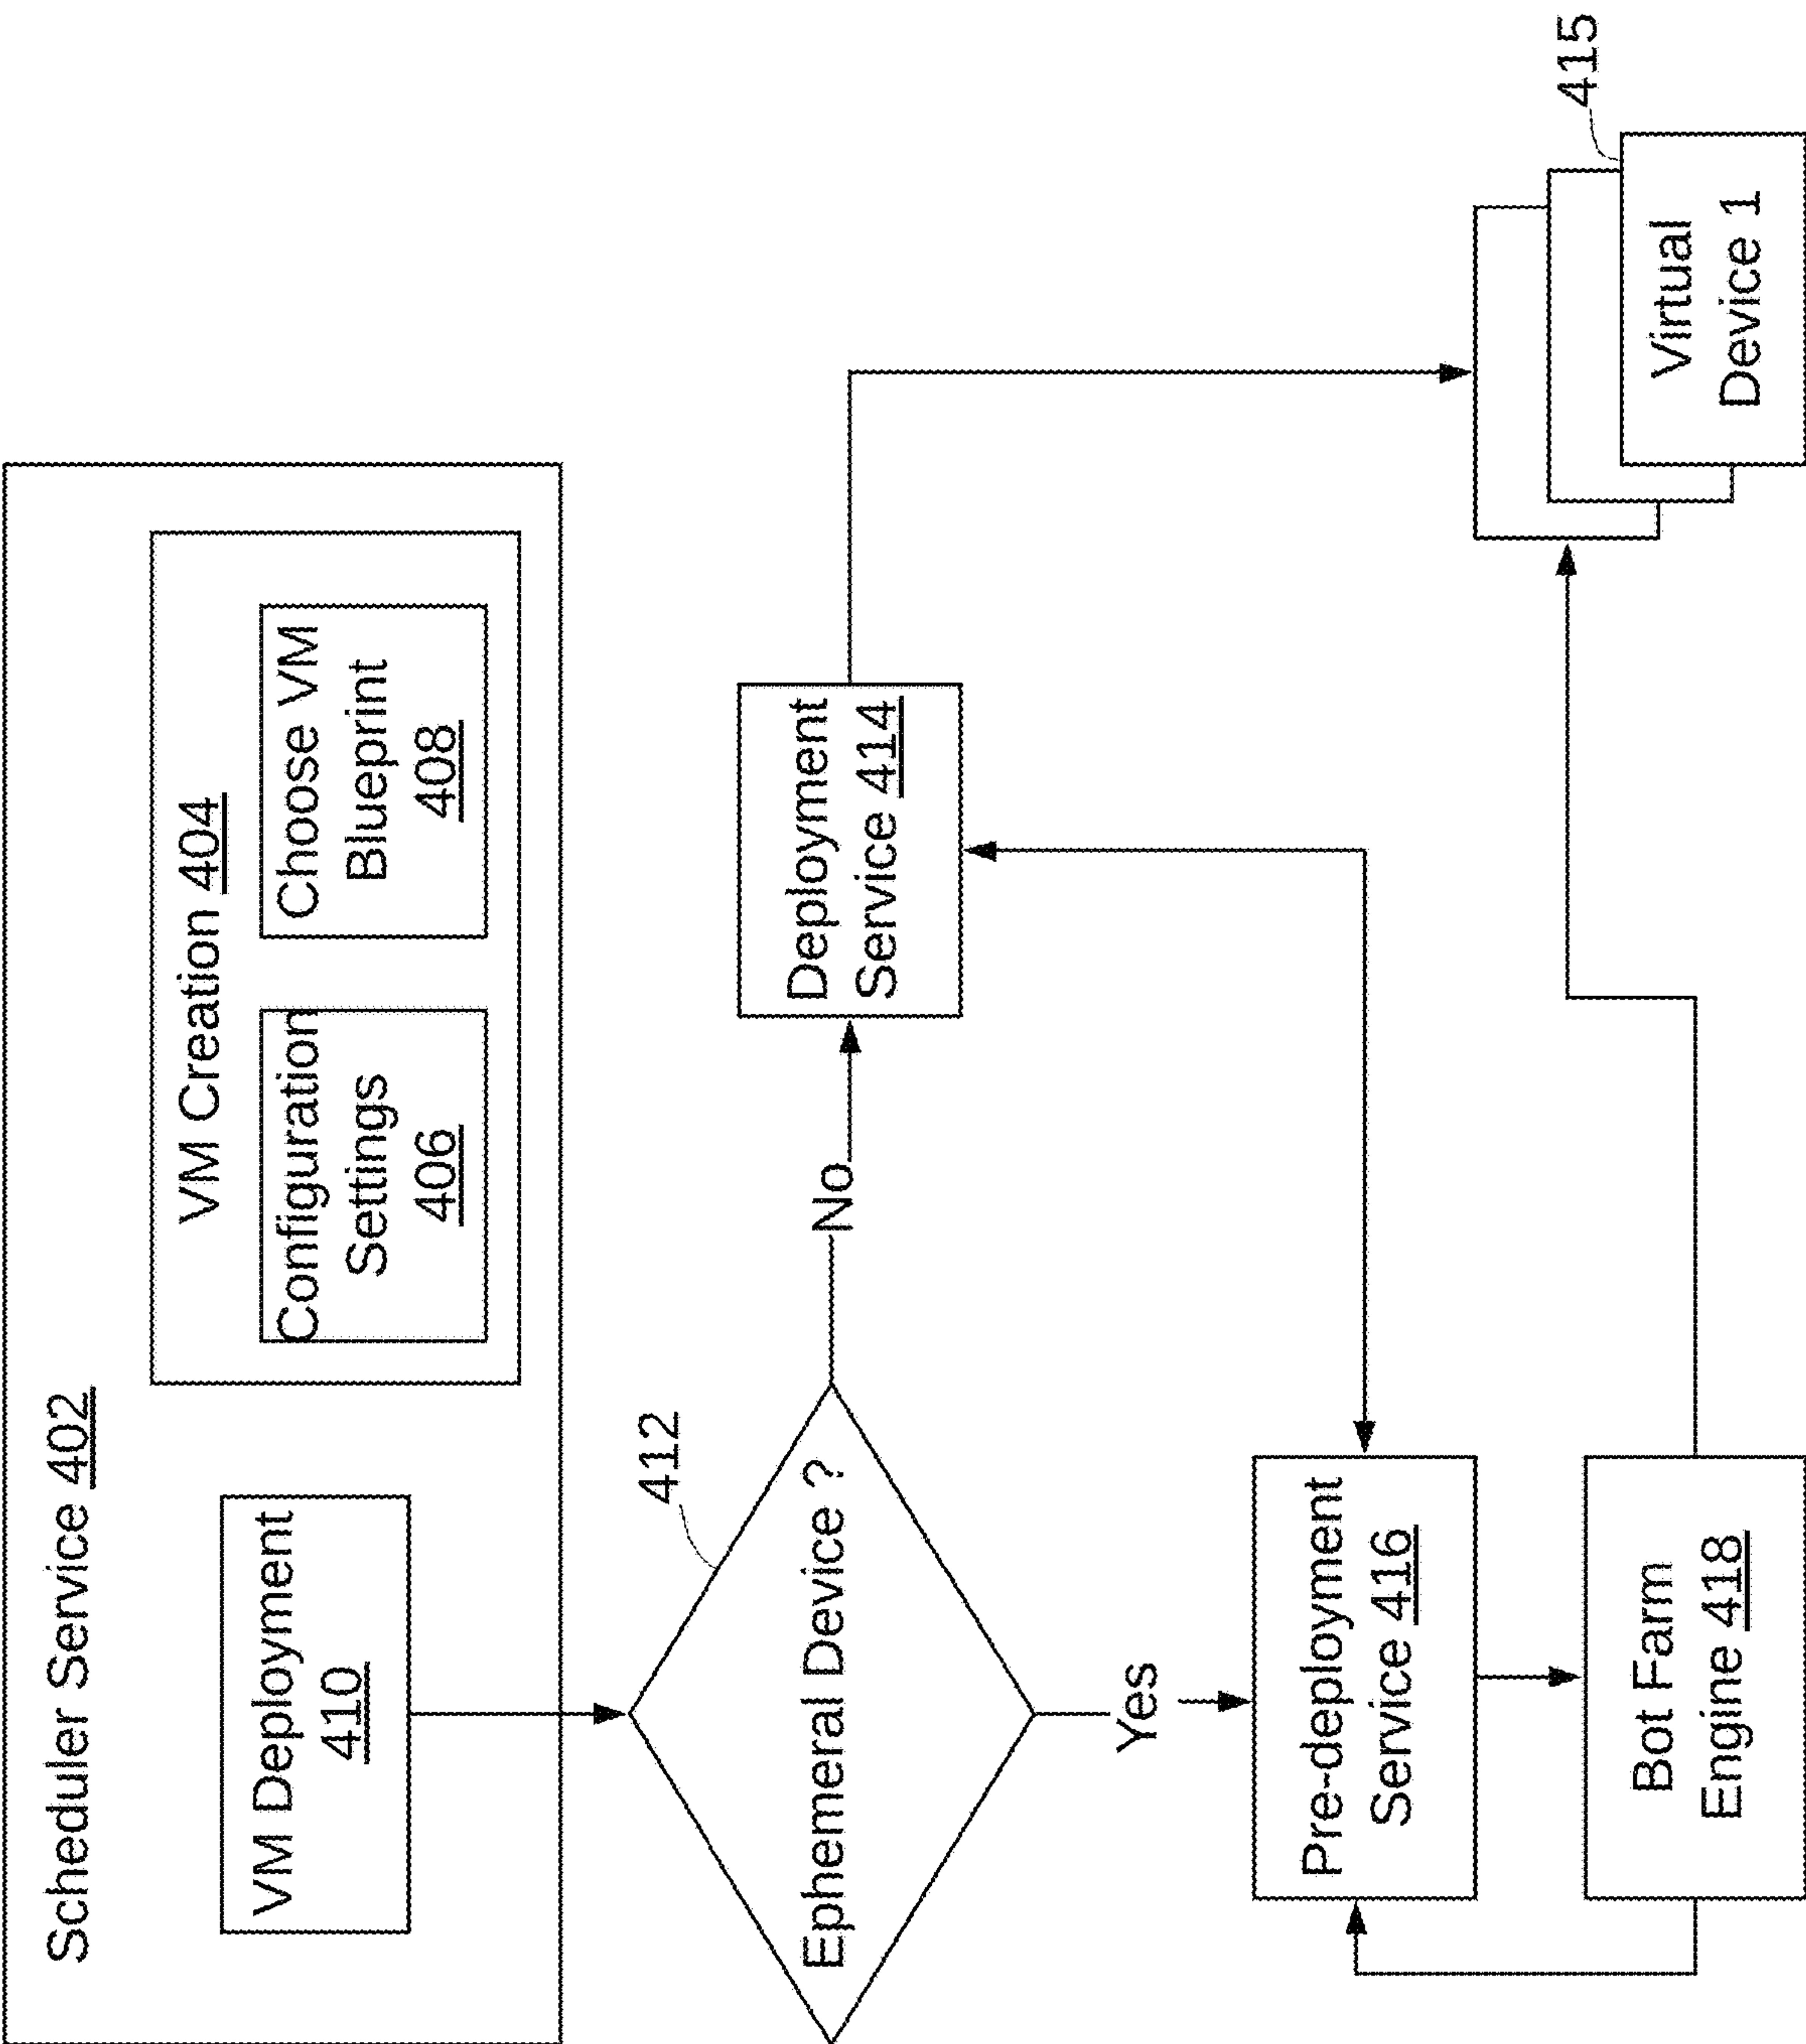 Scheduler Service 402
VM Deployment
410
VM Creation 404
Configuration
Settings
406
Choose VM
Blueprint
408
412
Ephemeral Device ?
No
Yes
Deployment
Service 414
415
Virtual
Device 1
Pre-deployment
Service 416
Bot Farm
Engine 418